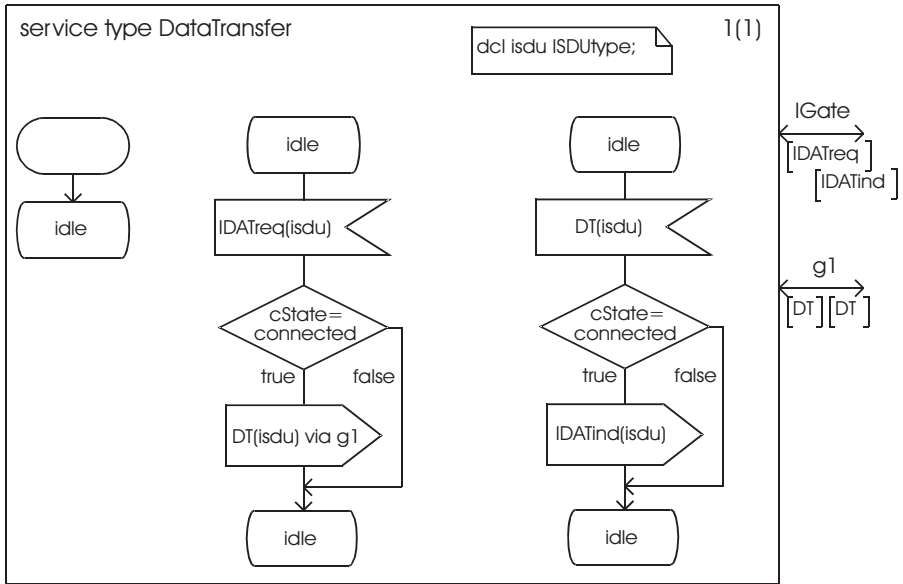 service type DataTransfer
1(1)
dcl isdu ISDUtype;
idle
idle
idle
IDATreq(isdu)
DT(isdu)
cState=
connected
cState=
connected
true
false
true
false
DT(isdu) via g1
IDATind(isdu)
idle
idle
IGate
[IDATreq]
[IDATind]
g1
[DT][DT]